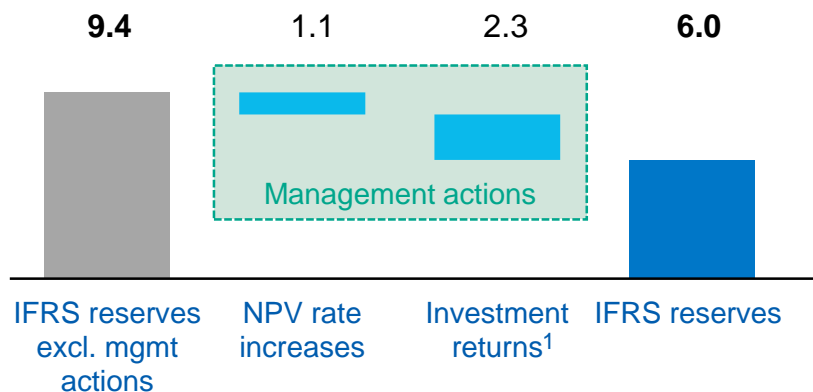 9.4 1.1 2.3 6.0
Management actions
IFRS reserves NPV rate Investment IFRS reserves
excl. mgmt increases returns1
actions